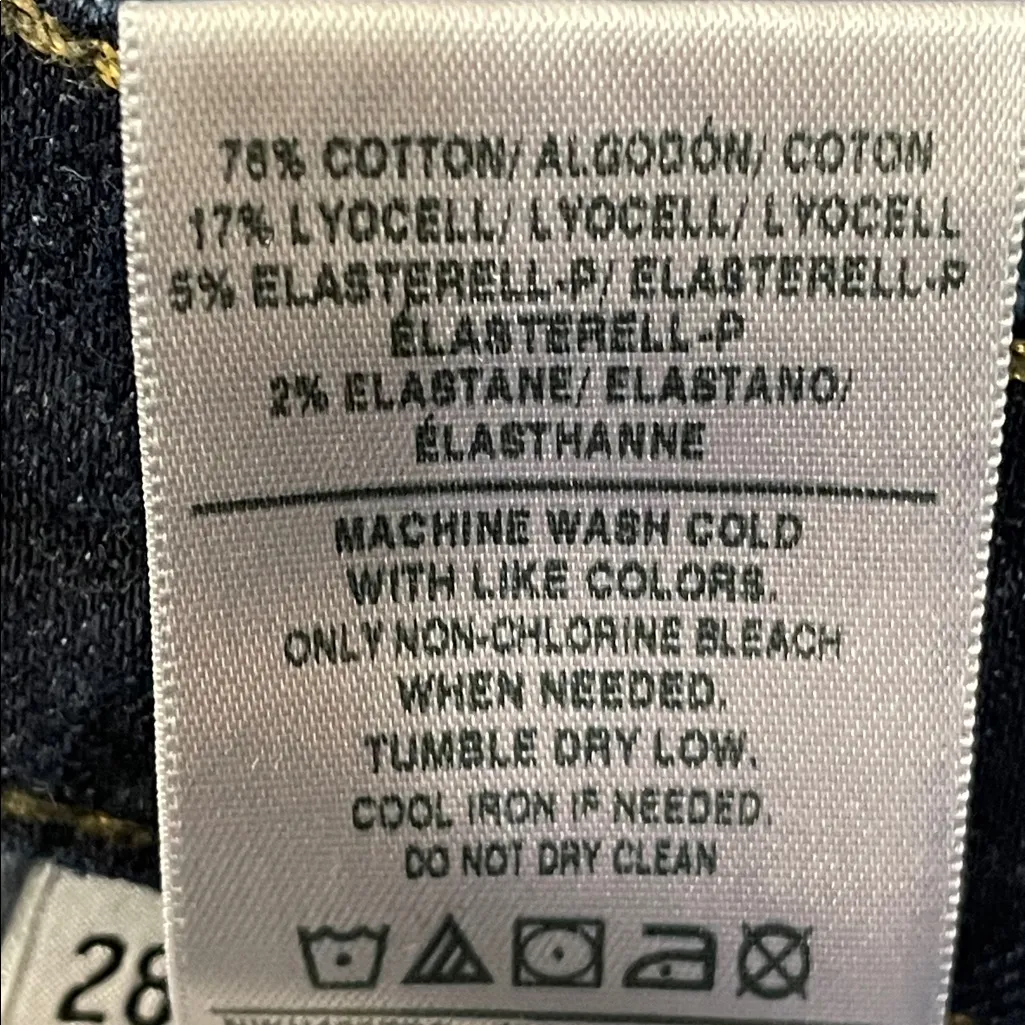 76% COTTON/ ALGODÓN/ COTON
17% LYOCELL/ LYOCELL/ LYOCELL
5% ELASTERELL-P/ ELASTERELL-P
ÉLASTERELL-P
2% ELASTANE/ ELASTANO/
ÉLASTHANNE
MACHINE WASH COLD
WITH LIKE COLORS.
ONLY NON-CHLORINE BLEACH
WHEN NEEDED.
TUMBLE DRY LOW.
COOL IRON IF NEEDED.
DO NOT DRY CLEAN
28